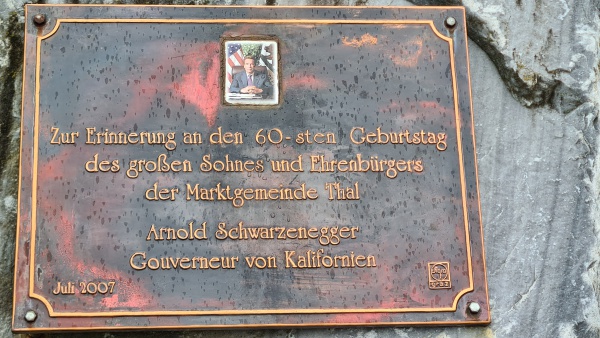 Zur Erinnerung an den 60-sten Geburtstag
des großen Sohnes und Ehrenbürgers
der Marktgemeinde Thal
Arnold Schwarzenegger
Gouverneur von Kalifornien
Juli 2007